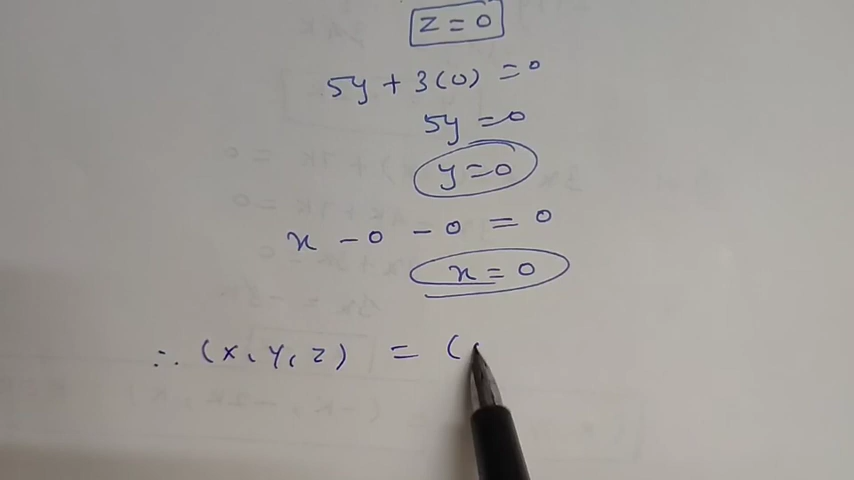 z = 0
5y + 3(0) = 0
5y = 0
y = 0
x - 0 - 0 = 0
x = 0
∴ (x, y, z) = (